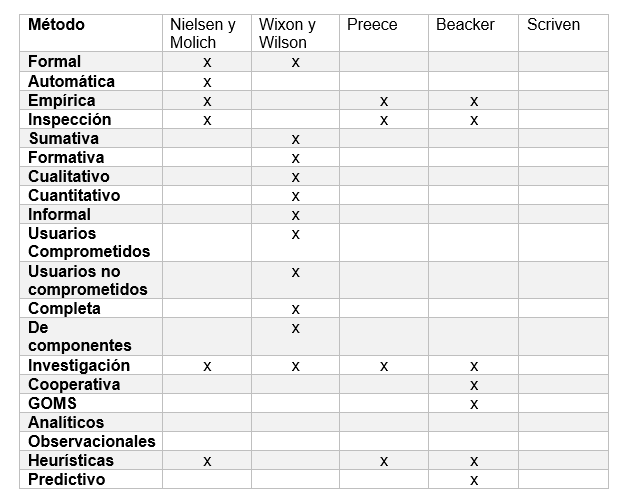 Método Nielsen y Molich Wixon y Wilson Preece Beacker Scriven
Formal x x
Automática x
Empírica x x x
Inspección x x x
Sumativa x
Formativa x
Cualitativo x
Cuantitativo x
Informal x
Usuarios Comprometidos x
Usuarios no comprometidos x
Completa x
De componentes x
Investigación x x x x
Cooperativa x
GOMS x
Analíticos
Observacionales
Heurísticas x x x
Predictivo x